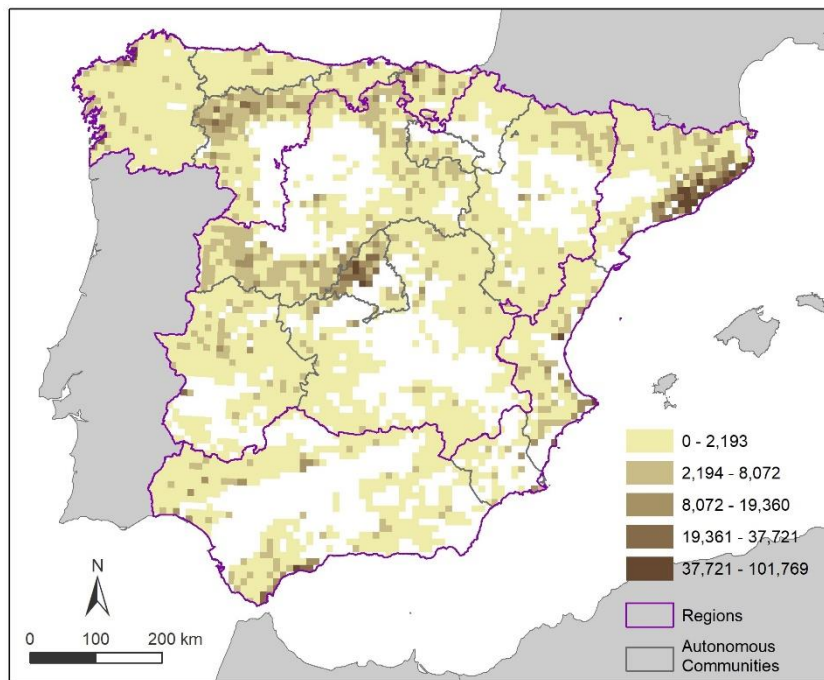 0 - 2,193
2,194 - 8,072
8,072 - 19,360
19,361 - 37,721
37,721 - 101,769
Regions
Autonomous
Communities
N
0 100 200 km